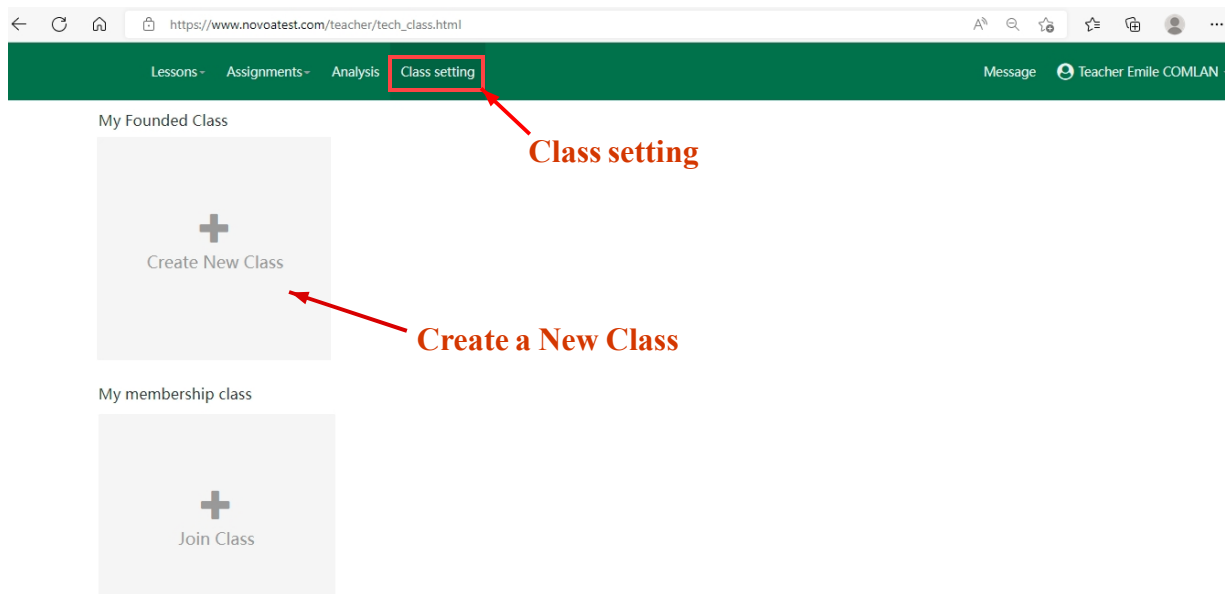 https://www.novoatest.com/teacher/tech_class.html
Lessons Assignments Analysis Class setting Message Teacher Emile COMLAN
My Founded Class
Class setting
Create New Class
Create a New Class
My membership class
Join Class